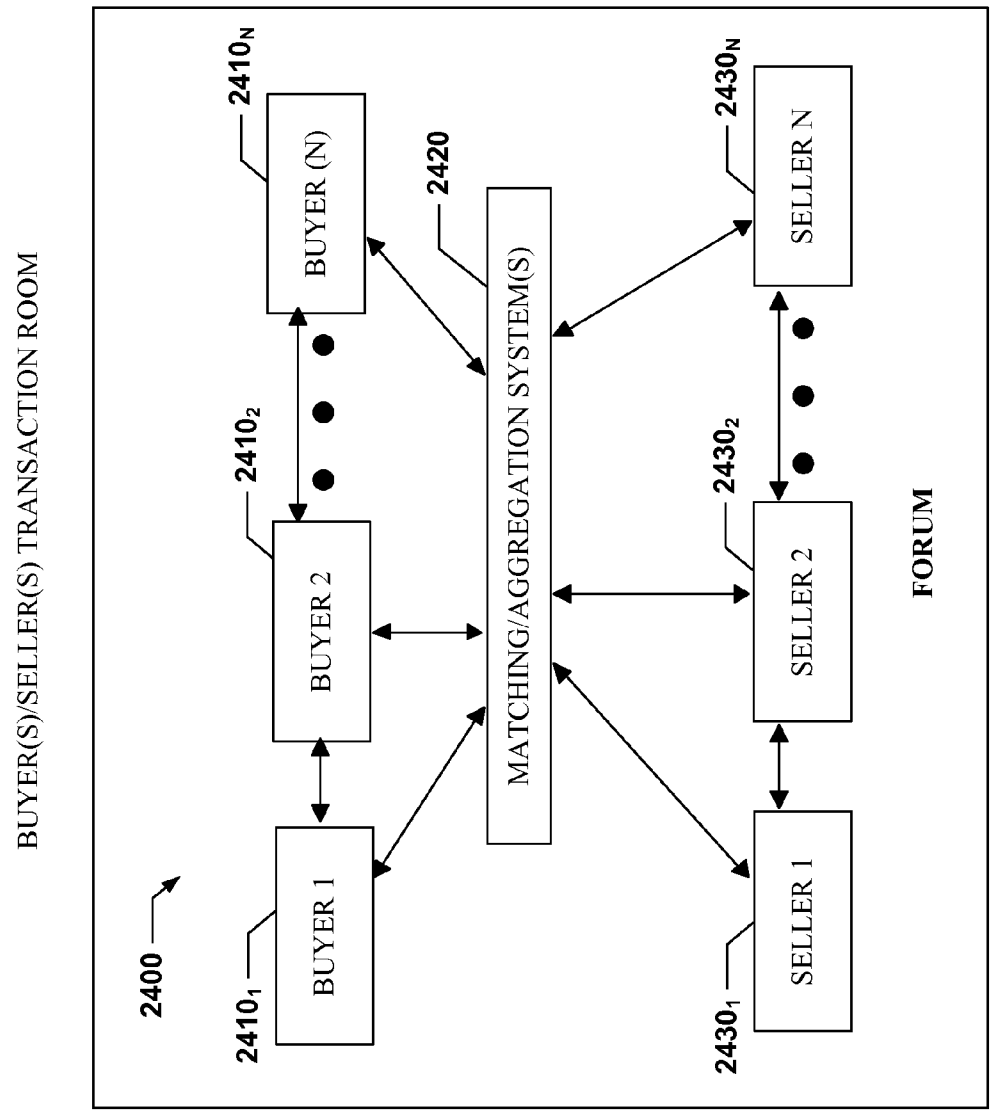 BUYER(S)/SELLER(S) TRANSACTION ROOM
2400
2410₁
2410₂
2410N
BUYER 1
BUYER 2
BUYER (N)
2420
MATCHING/AGGREGATION SYSTEM(S)
2430₁
2430₂
2430N
SELLER 1
SELLER 2
SELLER N
FORUM